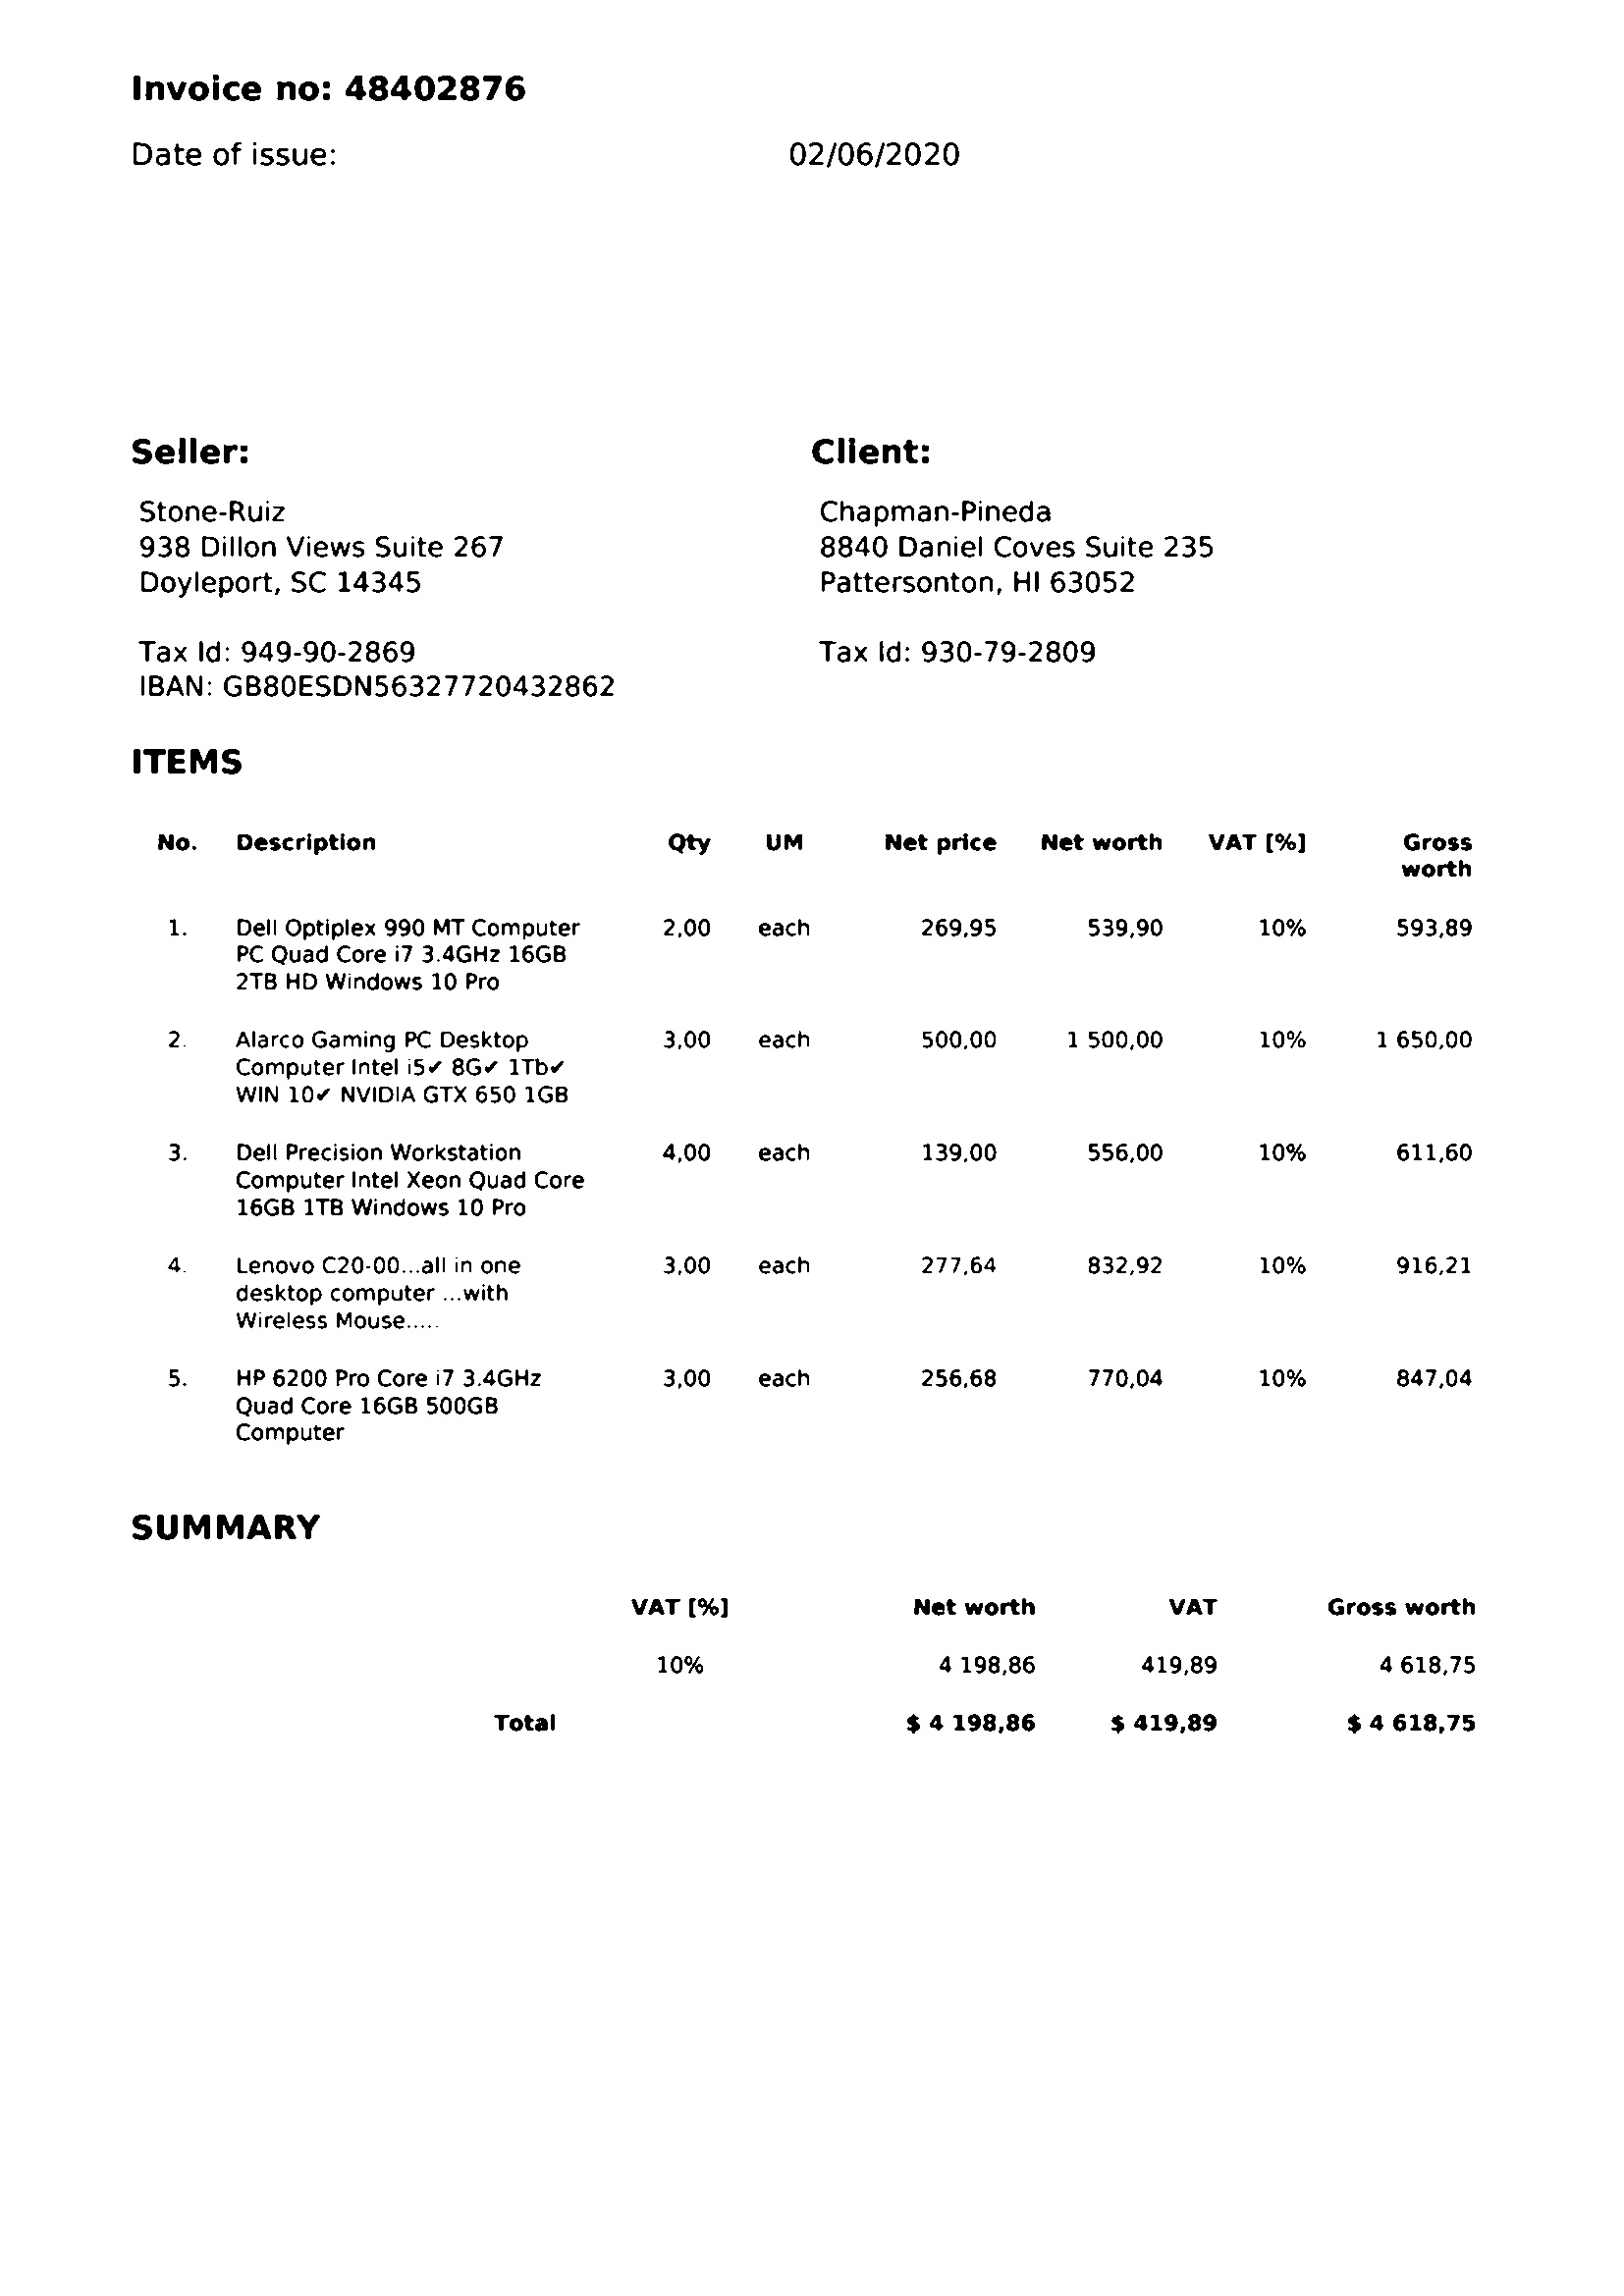 Invoice no: 48402876
Date of issue: 02/06/2020
Seller: Client:
Stone-Ruiz Chapman-Pineda
938 Dillon Views Suite 267 8840 Daniel Coves Suite 235
Doyleport, SC 14345 Pattersonton, HI 63052
Tax Id: 949-90-2869 Tax Id: 930-79-2809
IBAN: GB80ESDN56327720432862
ITEMS
No. Description Qty UM Net price Net worth VAT [%] Gross
worth
1. Dell Optiplex 990 MT Computer 2,00 each 269,95 539,90 10% 593,89
PC Quad Core i7 3.4GHz 16GB
2TB HD Windows 10 Pro
2. Alarco Gaming PC Desktop 3,00 each 500,00 1 500,00 10% 1 650,00
Computer Intel i5✔ 8G✔ 1Tb✔
WIN 10✔ NVIDIA GTX 650 1GB
3. Dell Precision Workstation 4,00 each 139,00 556,00 10% 611,60
Computer Intel Xeon Quad Core
16GB 1TB Windows 10 Pro
4. Lenovo C20-00...all in one 3,00 each 277,64 832,92 10% 916,21
desktop computer ...with
Wireless Mouse.....
5. HP 6200 Pro Core i7 3.4GHz 3,00 each 256,68 770,04 10% 847,04
Quad Core 16GB 500GB
Computer
SUMMARY
VAT [%] Net worth VAT Gross worth
10% 4 198,86 419,89 4 618,75
Total $ 4 198,86 $ 419,89 $ 4 618,75